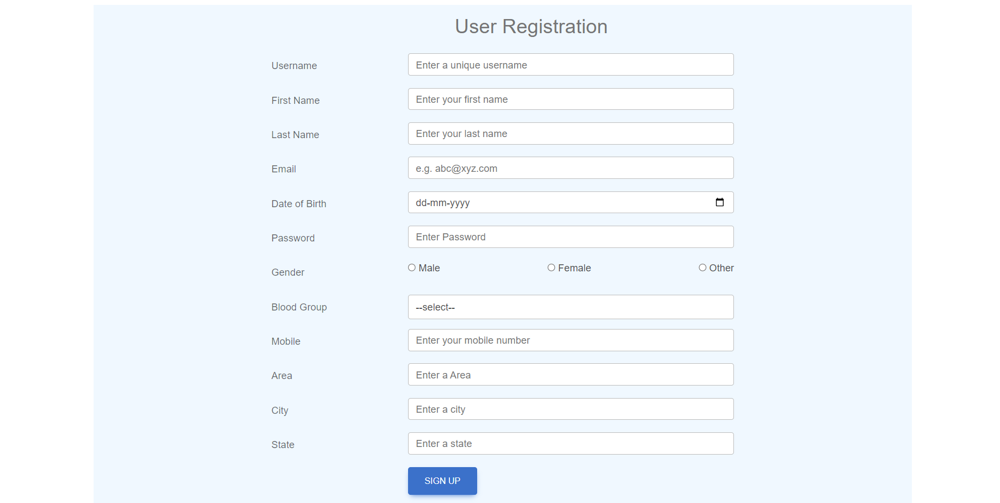 User Registration
Username Enter a unique username
First Name Enter your first name
Last Name Enter your last name
Email e.g. abc@xyz.com
Date of Birth dd-mm-yyyy
Password Enter Password
Gender Male Female Other
Blood Group --select--
Mobile Enter your mobile number
Area Enter a Area
City Enter a city
State Enter a state
SIGN UP